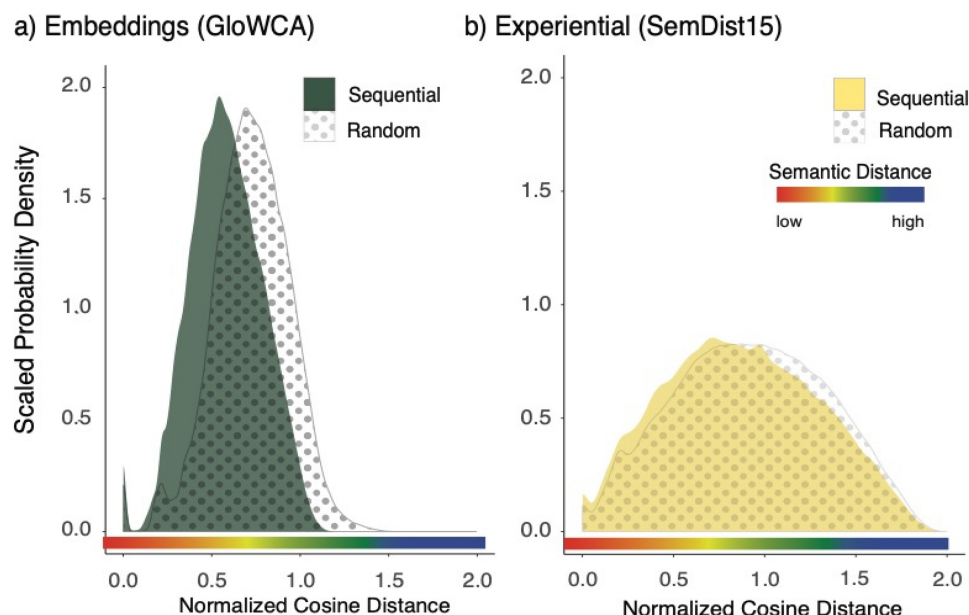 a) Embeddings (GloWCA)
b) Experiential (SemDist15)
Scaled Probability Density
2.0
1.5
1.0
0.5
0.0
Sequential
Random
0.0 0.5 1.0 1.5 2.0
Normalized Cosine Distance
2.0
1.5
1.0
0.5
0.0
Sequential
Random
Semantic Distance
low high
0.0 0.5 1.0 1.5 2.0
Normalized Cosine Distance